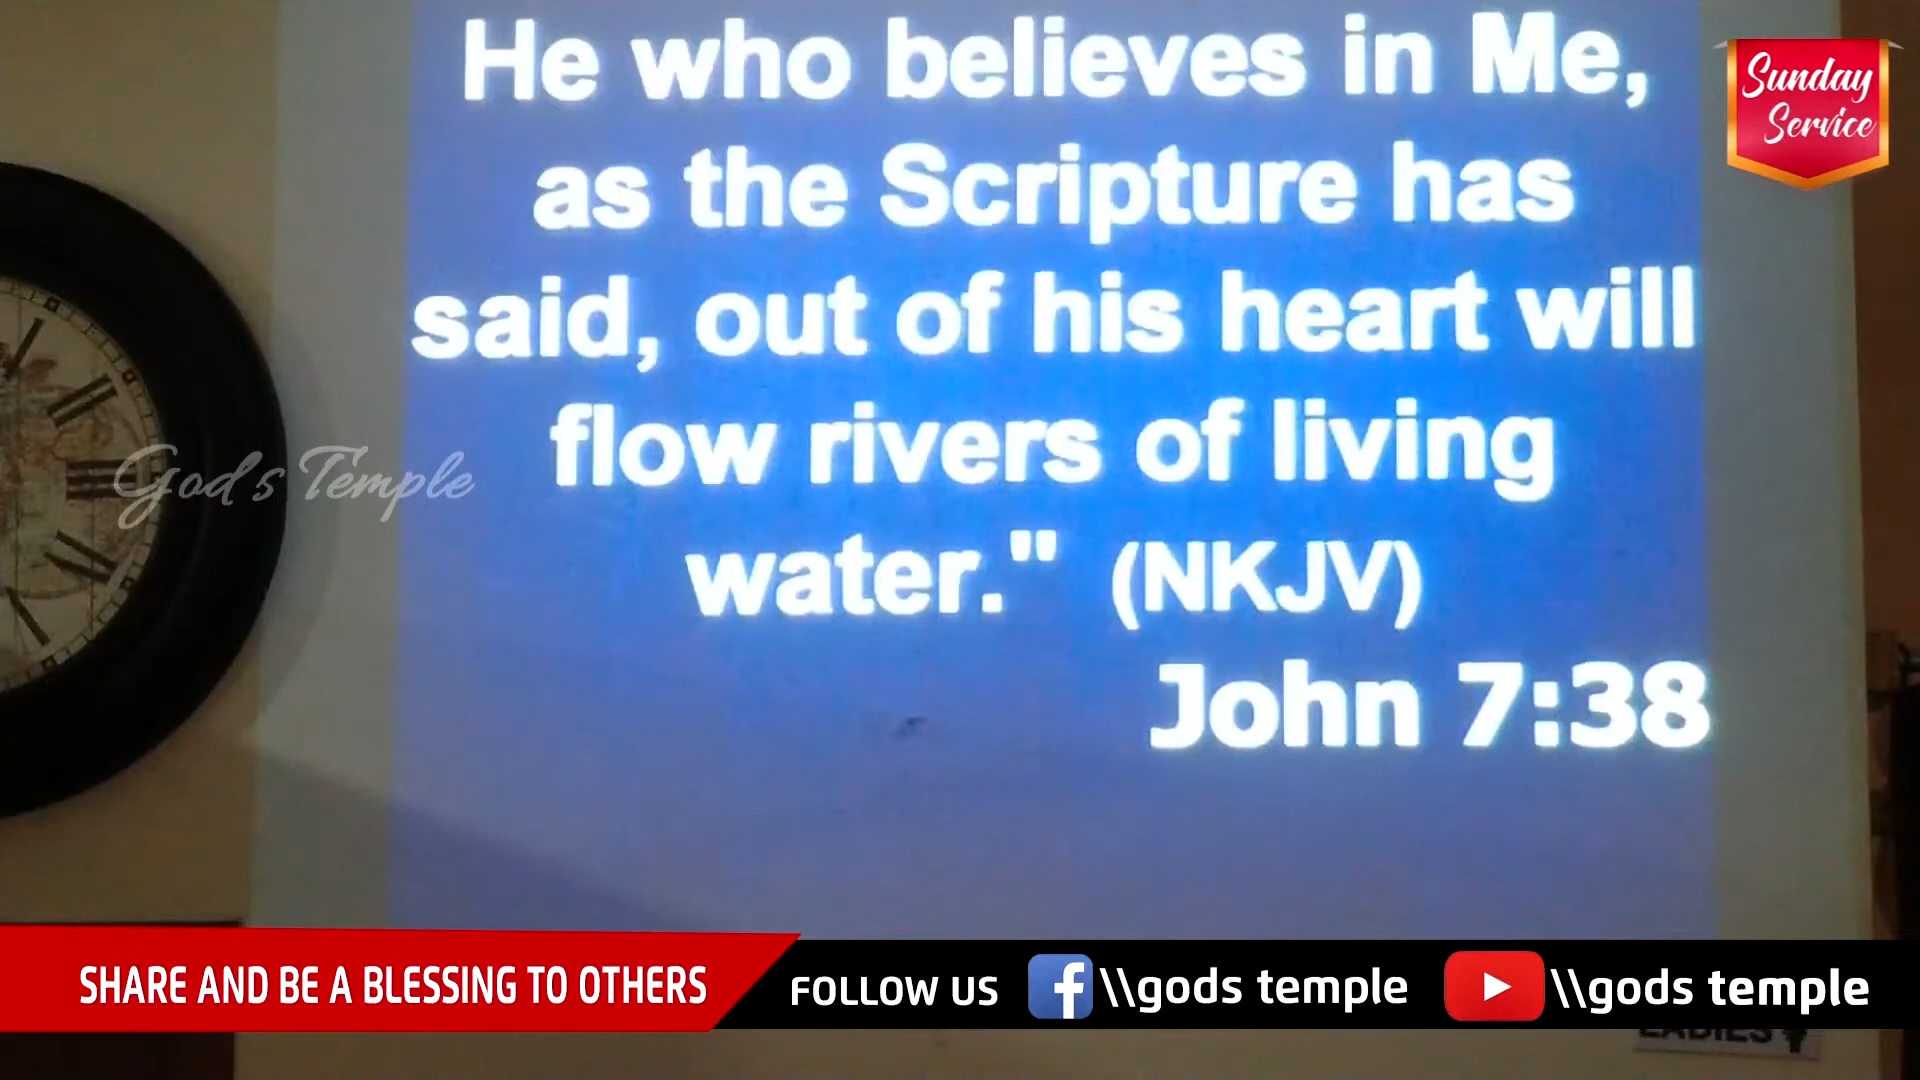 He who believes in Me,
as the Scripture has
said, out of his heart will
flow rivers of living
water." (NKJV)
John 7:38
Sunday
Service
God's Temple
SHARE AND BE A BLESSING TO OTHERS
FOLLOW US \\gods temple \\gods temple
LADIES